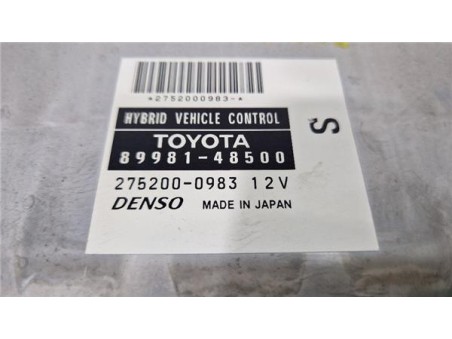 *2752000983-*
HYBRID VEHICLE CONTROL
TOYOTA
89981-48500
275200-0983 12V
DENSO MADE IN JAPAN
S